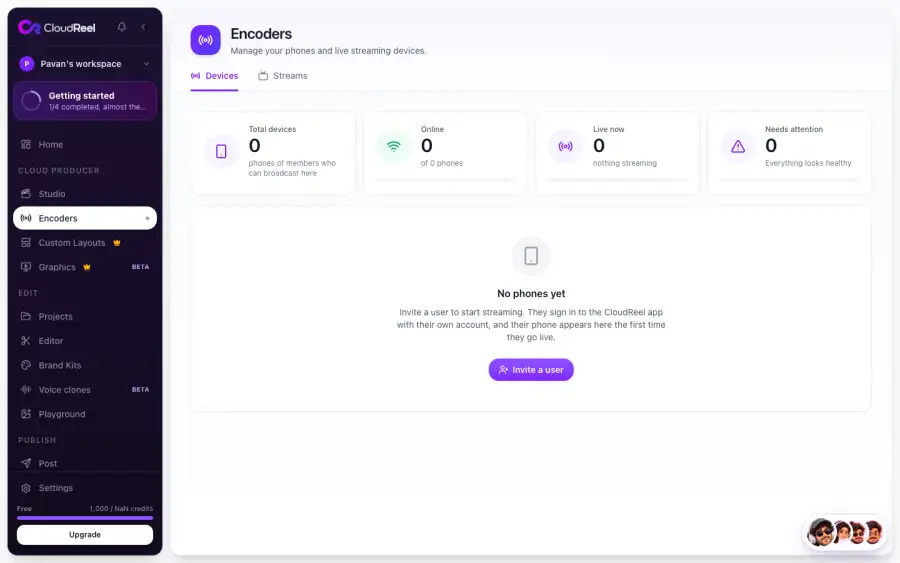 CloudReel
P Pavan's workspace
Getting started
1/4 completed, almost the...
Home
CLOUD PRODUCER
Studio
Encoders
Custom Layouts
Graphics BETA
EDIT
Projects
Editor
Brand Kits
Voice clones BETA
Playground
PUBLISH
Post
Settings
Free 1,000 / NaN credits
Upgrade
Encoders
Manage your phones and live streaming devices.
Devices Streams
Total devices
0
phones of members who
can broadcast here
Online
0
of 0 phones
Live now
0
nothing streaming
Needs attention
0
Everything looks healthy
No phones yet
Invite a user to start streaming. They sign in to the CloudReel app
with their own account, and their phone appears here the first time
they go live.
Invite a user